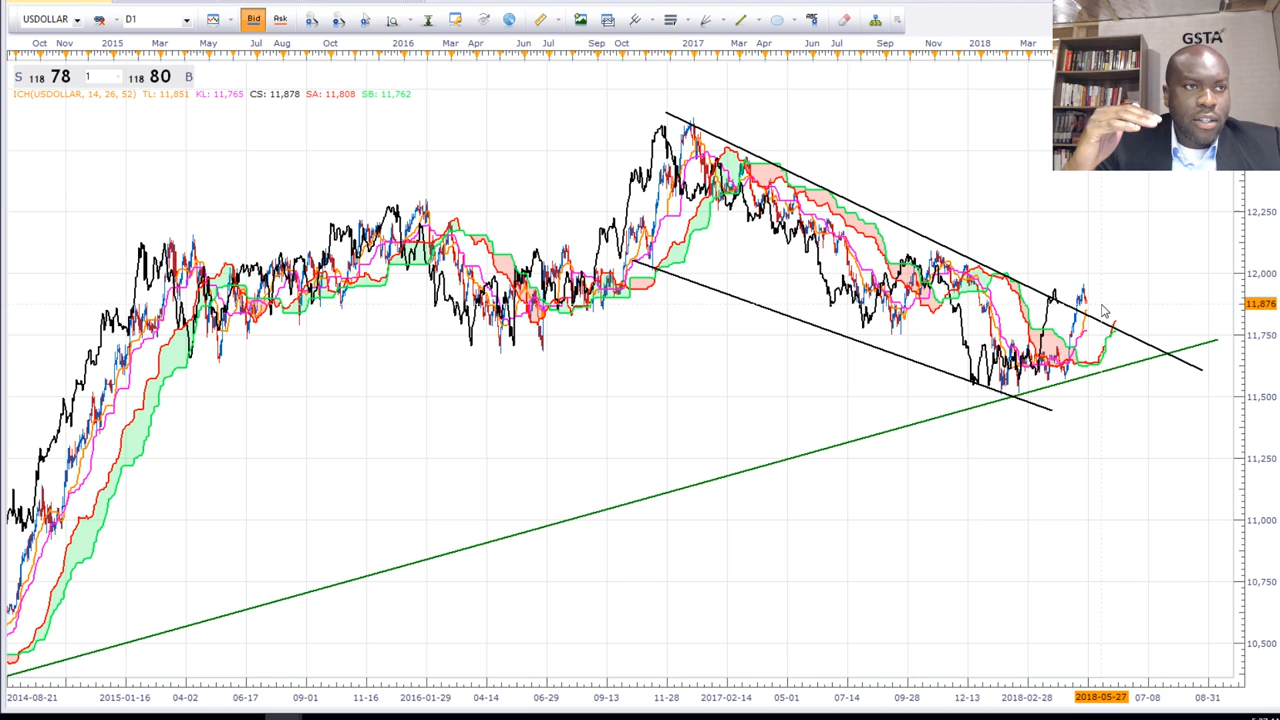 USDOLLAR D1 Bid Ask
Oct Nov 2015 Mar May Jul Aug Oct 2016 Mar Apr Jun Jul Sep Oct 2017 Mar Apr Jun Jul Sep Nov 2018 Mar
GSTA
S 118 78 1 118 80 B
ICH(USDOLLAR, 14, 26, 52) TL: 11,851 KL: 11,765 CS: 11,878 SA: 11,808 SB: 11,762
12,250
12,000
11,876
11,750
11,500
11,250
11,000
10,750
10,500
2014-08-21 2015-01-16 04-02 06-17 09-01 11-16 2016-01-29 04-14 06-29 09-13 11-28 2017-02-14 05-01 07-14 09-28 12-13 2018-02-28 2018-05-27 07-08 08-31